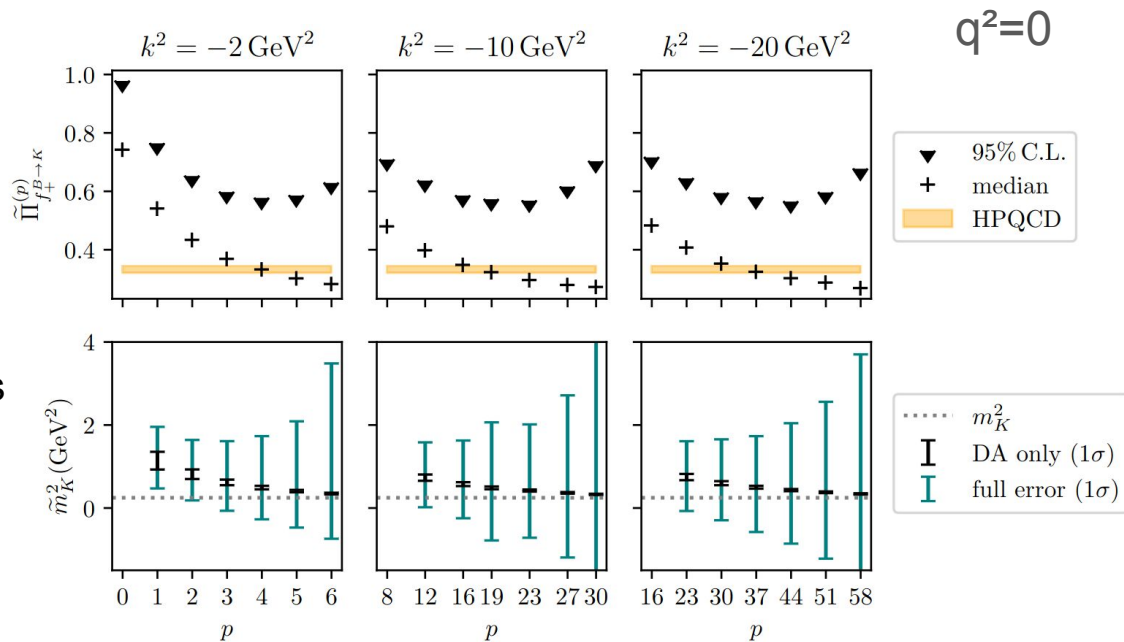 q²=0
k² = −2 GeV²
k² = −10 GeV²
k² = −20 GeV²
Π̃^{(p)}_{f_+^{B→K}}
1.0
0.8
0.6
0.4
95% C.L.
median
HPQCD
s
m̃²_K (GeV²)
4
2
0
m²_K
DA only (1σ)
full error (1σ)
0 1 2 3 4 5 6
8 12 16 19 23 27 30
16 23 30 37 44 51 58
p
p
p